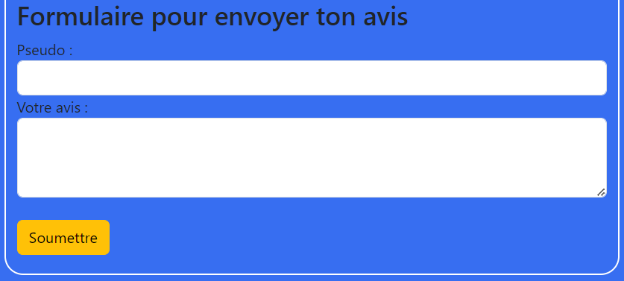 Formulaire pour envoyer ton avis
Pseudo :
Votre avis :
Soumettre